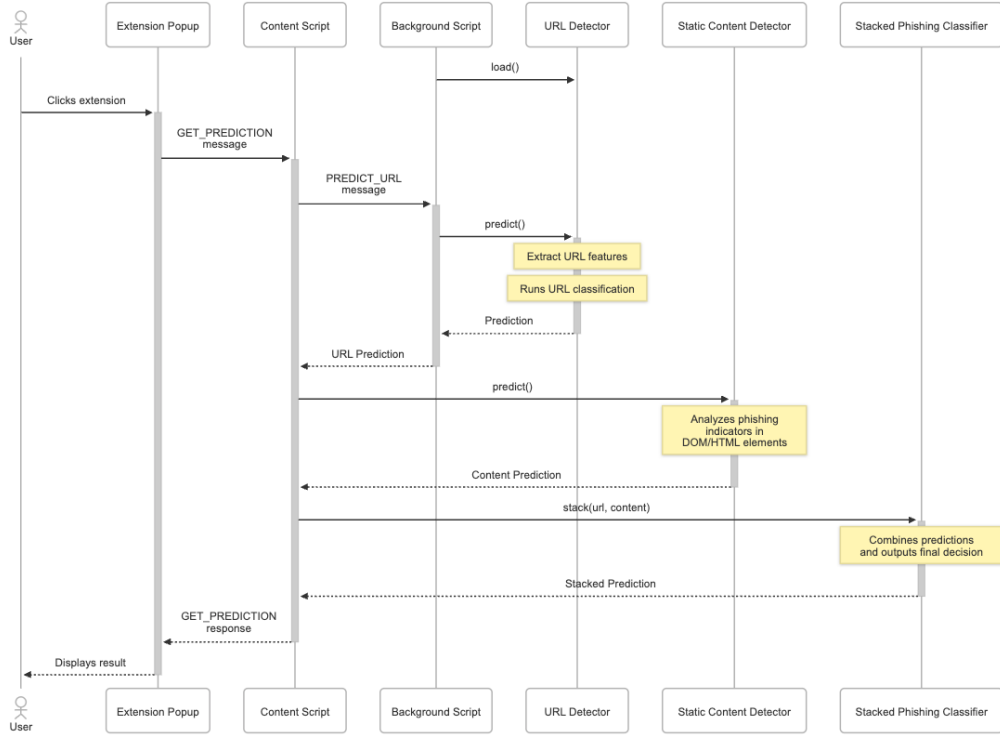 User
Extension Popup
Content Script
Background Script
URL Detector
Static Content Detector
Stacked Phishing Classifier
load()
Clicks extension
GET_PREDICTION
message
PREDICT_URL
message
predict()
Extract URL features
Runs URL classification
Prediction
URL Prediction
predict()
Analyzes phishing
indicators in
DOM/HTML elements
Content Prediction
stack(url, content)
Combines predictions
and outputs final decision
Stacked Prediction
GET_PREDICTION
response
Displays result
User
Extension Popup
Content Script
Background Script
URL Detector
Static Content Detector
Stacked Phishing Classifier